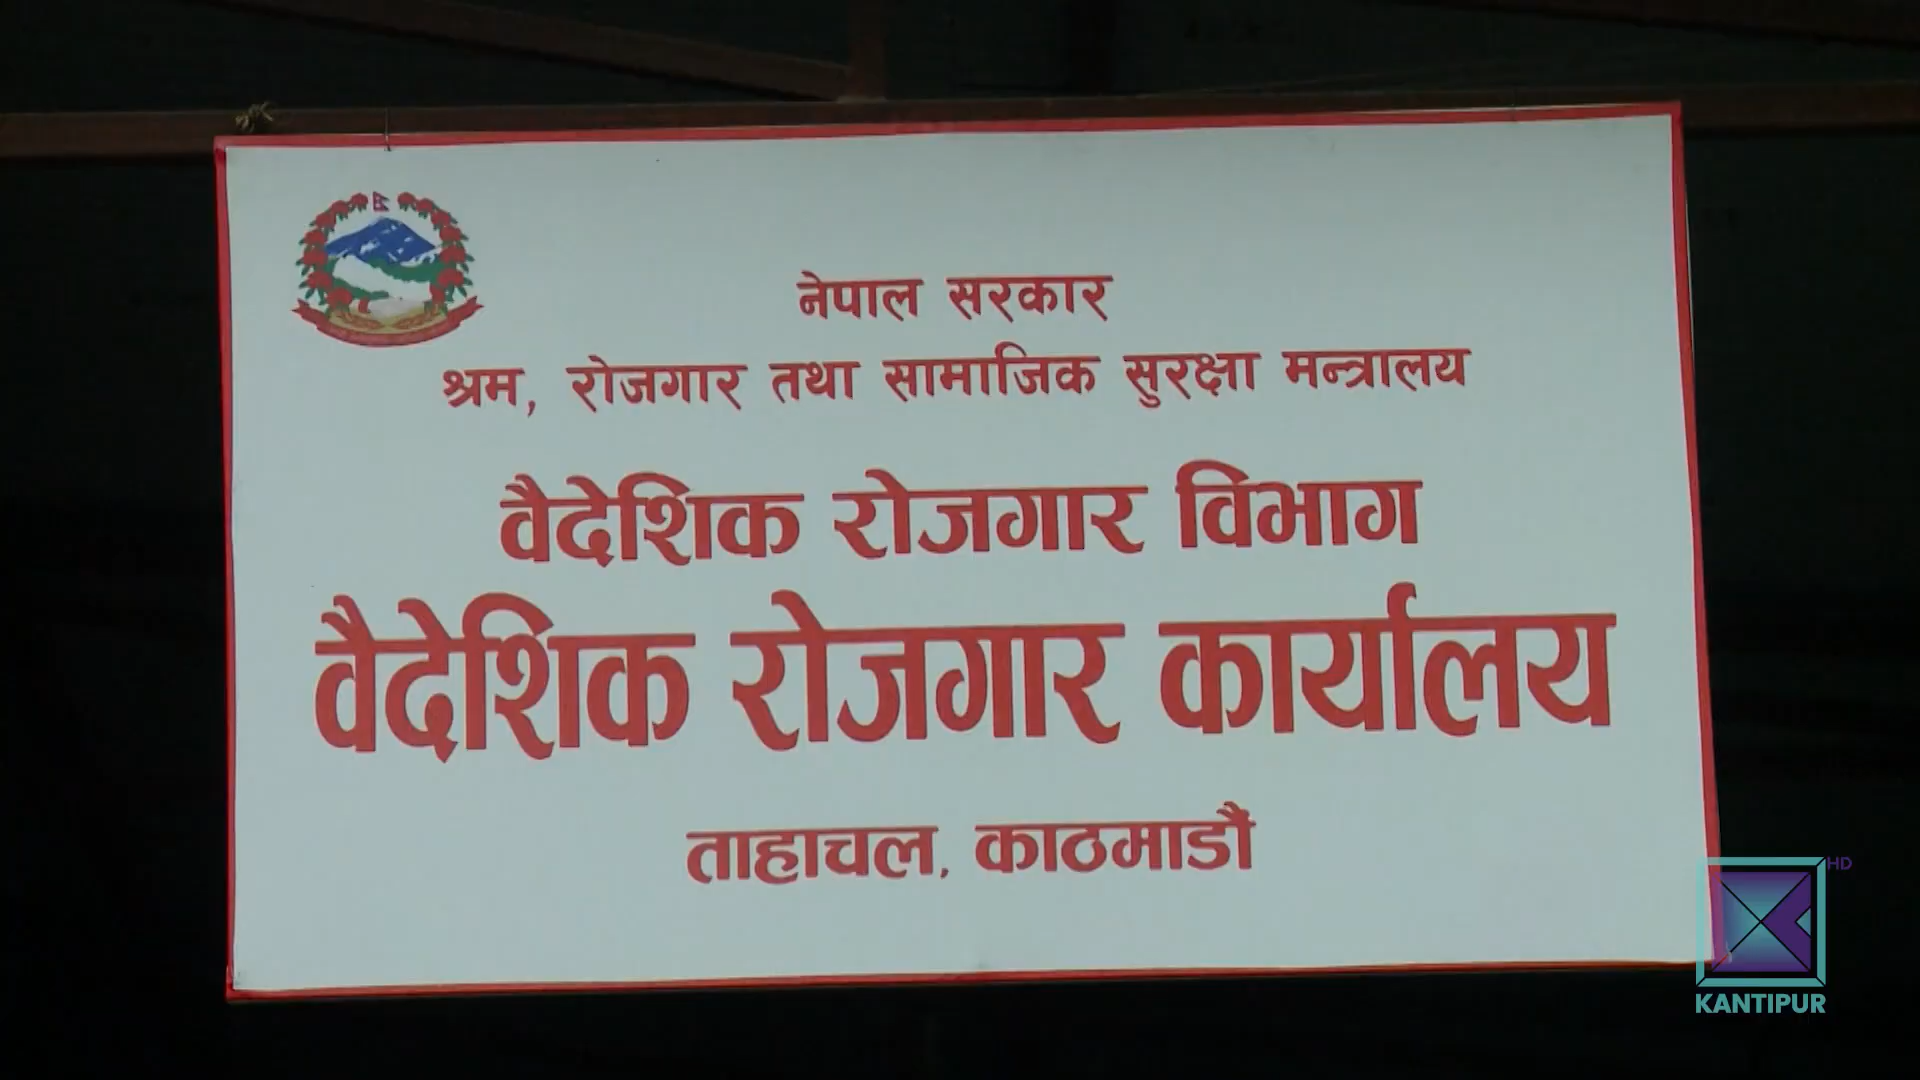 नेपाल सरकार
श्रम, रोजगार तथा सामाजिक सुरक्षा मन्त्रालय
वैदेशिक रोजगार विभाग
वैदेशिक रोजगार कार्यालय
ताहाचल, काठमाडौं
HD
KANTIPUR